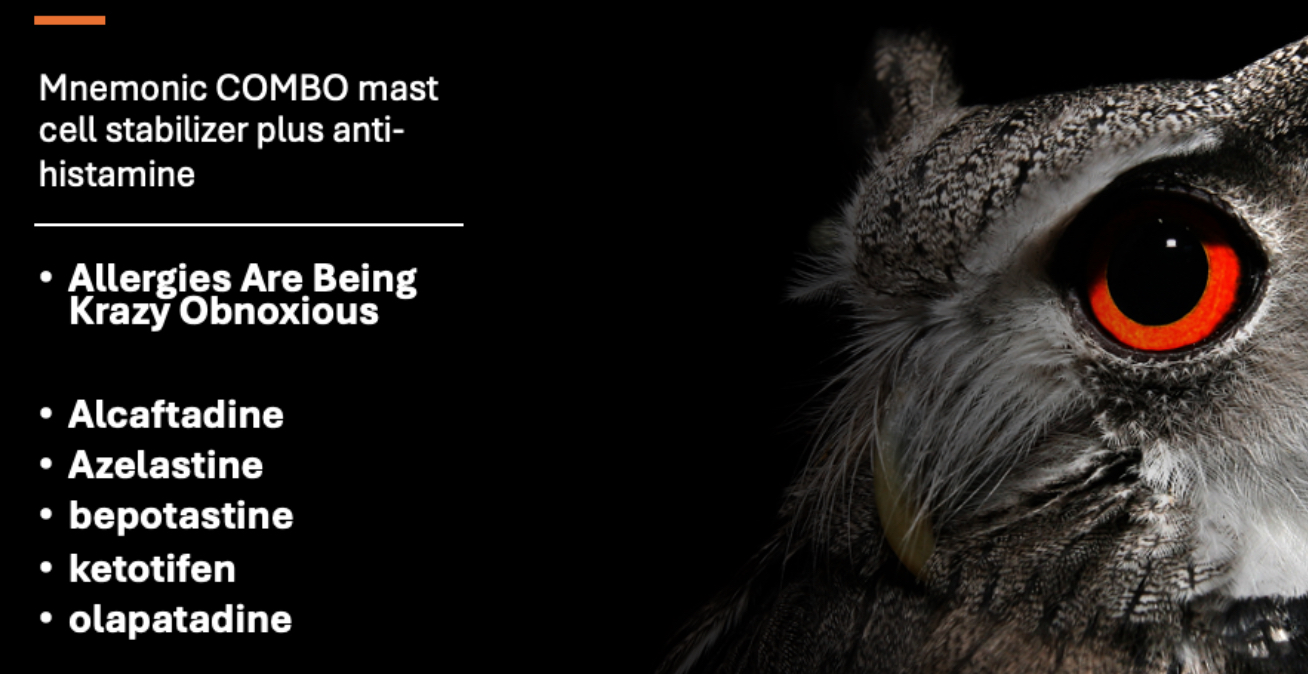 Mnemonic COMBO mast
cell stabilizer plus anti-
histamine
• Allergies Are Being
Krazy Obnoxious
• Alcaftadine
• Azelastine
• bepotastine
• ketotifen
• olapatadine